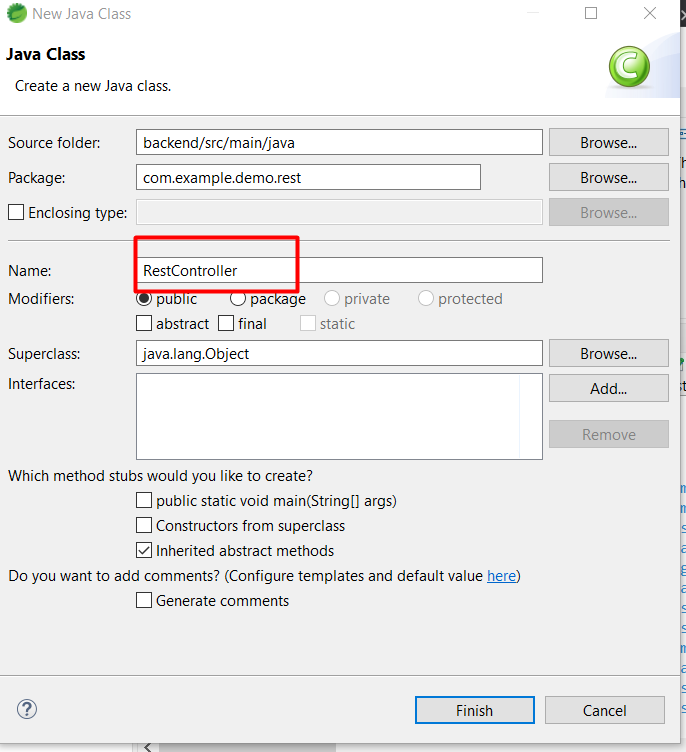 New Java Class
Java Class
Create a new Java class.
Source folder: backend/src/main/java Browse...
Package: com.example.demo.rest Browse...
Enclosing type: Browse...
Name: RestController
Modifiers: public package private protected
abstract final static
Superclass: java.lang.Object Browse...
Interfaces: Add...
Remove
Which method stubs would you like to create?
public static void main(String[] args)
Constructors from superclass
Inherited abstract methods
Do you want to add comments? (Configure templates and default value here)
Generate comments
? Finish Cancel